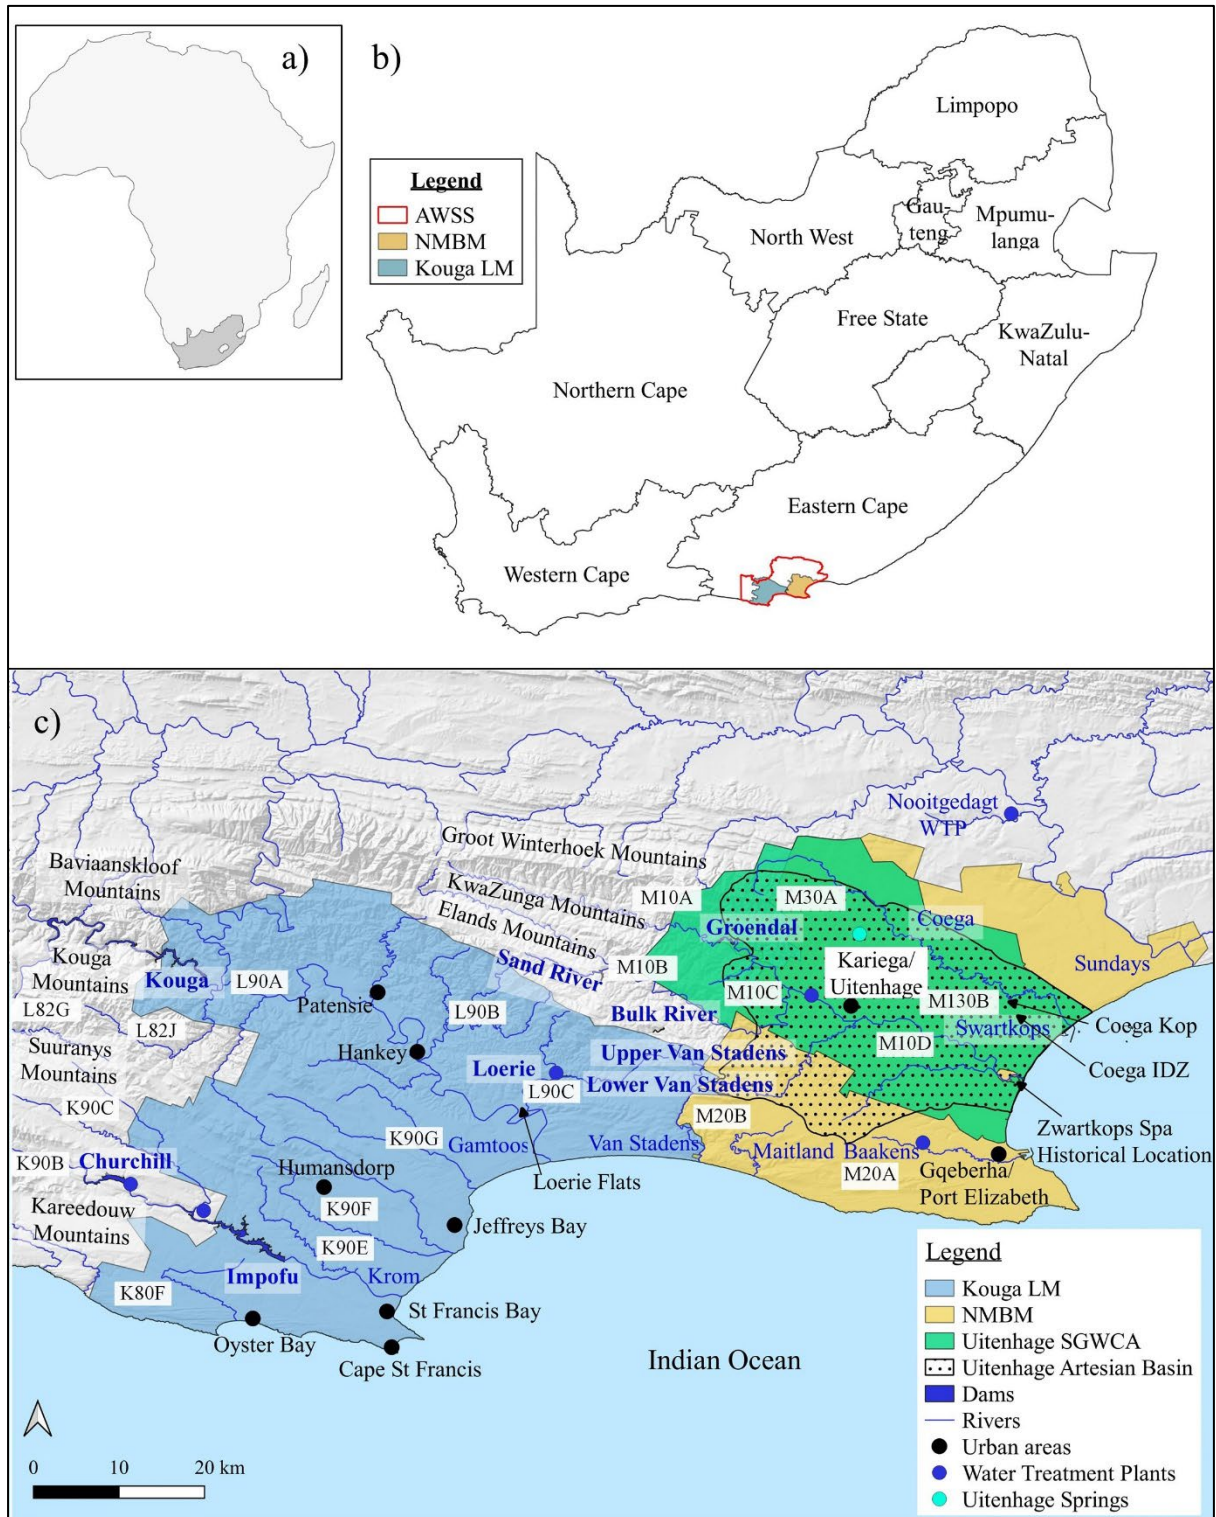 a)
b)
Legend
AWSS
NMBM
Kouga LM
Limpopo
Gau-
teng
Mpumu-
langa
North West
Free State
KwaZulu-
Natal
Northern Cape
Eastern Cape
Western Cape
c)
Nooitgedagt
WTP
Groot Winterhoek Mountains
Baviaanskloof
Mountains
KwaZunga Mountains
M10A
M30A
Elands Mountains
Groendal
Coega
Kouga
Mountains
Kouga
Sand River
M10B
Kariega/
Uitenhage
Sundays
L90A
Patensie
L90B
M10C
M130B
L82G
L82J
Bulk River
Swartkops
Coega Kop
Suuranys
Mountains
Hankey
Upper Van Stadens
M10D
Loerie
Lower Van Stadens
Coega IDZ
L90C
K90C
M20B
K90G
Gamtoos
Van Stadens
Maitland
Baakens
Zwartkops Spa
Historical Location
K90B
Churchill
Humansdorp
Loerie Flats
M20A
Gqeberha/
Port Elizabeth
Kareedouw
Mountains
K90F
Jeffreys Bay
K90E
Impofu
Krom
K80F
St Francis Bay
Oyster Bay
Cape St Francis
Indian Ocean
Legend
Kouga LM
NMBM
Uitenhage SGWCA
Uitenhage Artesian Basin
Dams
Rivers
Urban areas
Water Treatment Plants
Uitenhage Springs
0 10 20 km